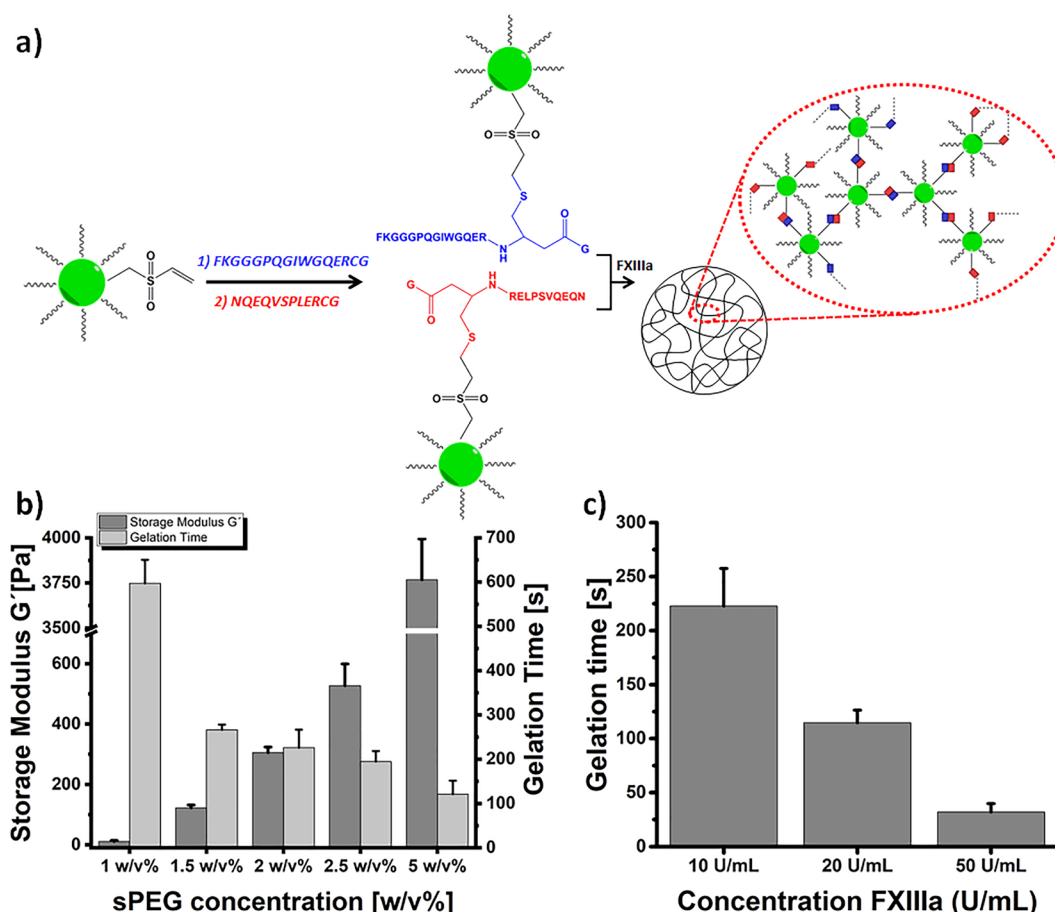 a)
O
S
O
S
O
1) FKGGGPQGIWGQERCG
2) NQEQVSPLERCG
O
S
O
S
O
FKGGGPQGIWGQER
N
H
G
FXIIIa
G
H
N
RELPSVQEQN
O
S
O
S
O
b)
Storage Modulus G´
Gelation Time
Storage Modulus G´[Pa]
4000
3750
3500
600
400
200
0
Gelation Time [s]
700
600
500
400
300
200
100
0
1 w/v%
1.5 w/v%
2 w/v%
2.5 w/v%
5 w/v%
sPEG concentration [w/v%]
c)
Gelation time [s]
300
250
200
150
100
50
0
10 U/mL
20 U/mL
50 U/mL
Concentration FXIIIa (U/mL)